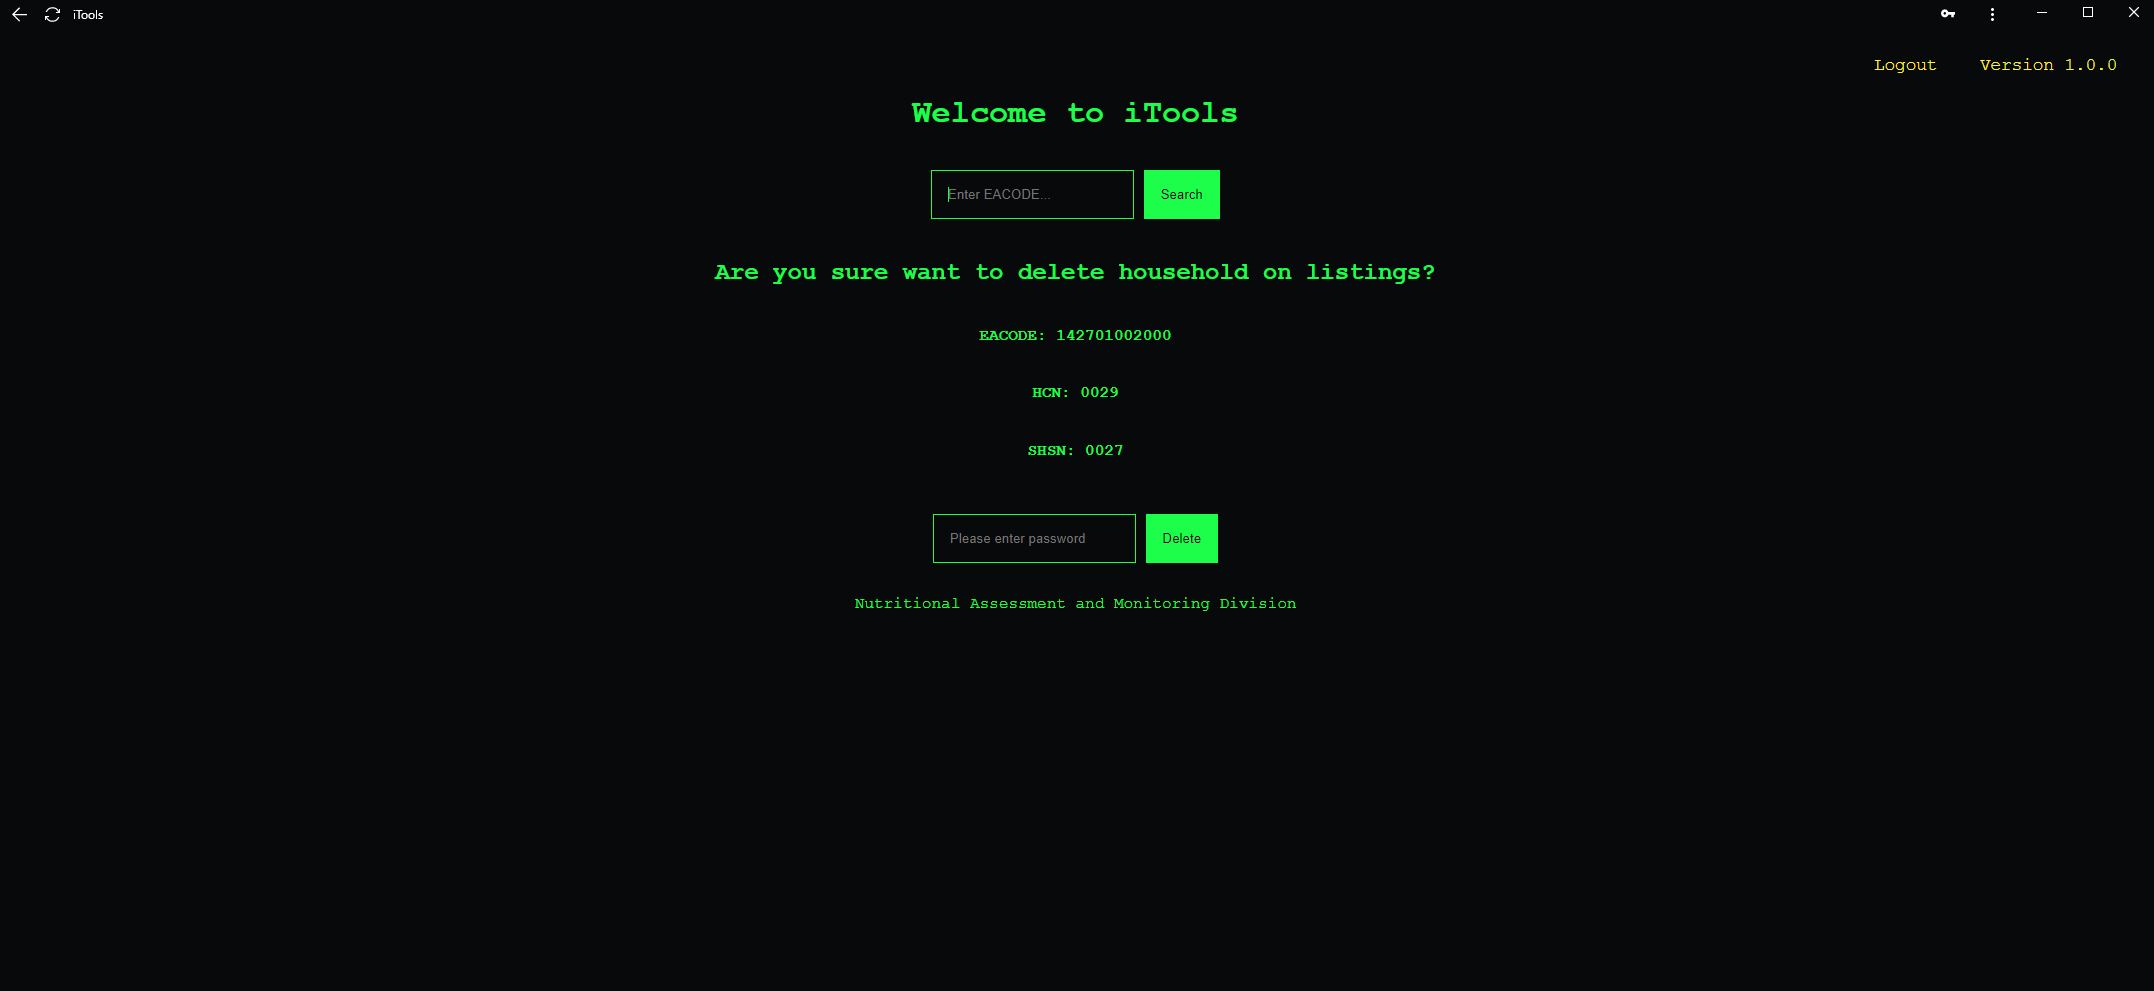 iTools
Logout Version 1.0.0
Welcome to iTools
Enter EACODE... Search
Are you sure want to delete household on listings?
EACODE: 142701002000
HCN: 0029
SHSN: 0027
Please enter password Delete
Nutritional Assessment and Monitoring Division